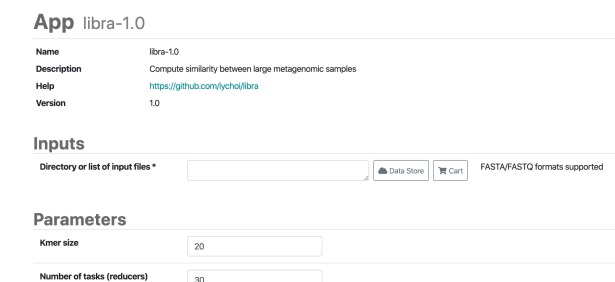 App libra-1.0
Name libra-1.0
Description Compute similarity between large metagenomic samples
Help https://github.com/iychoi/libra
Version 1.0
Inputs
Directory or list of input files * Data Store Cart FASTA/FASTQ formats supported
Parameters
Kmer size 20
Number of tasks (reducers) 30